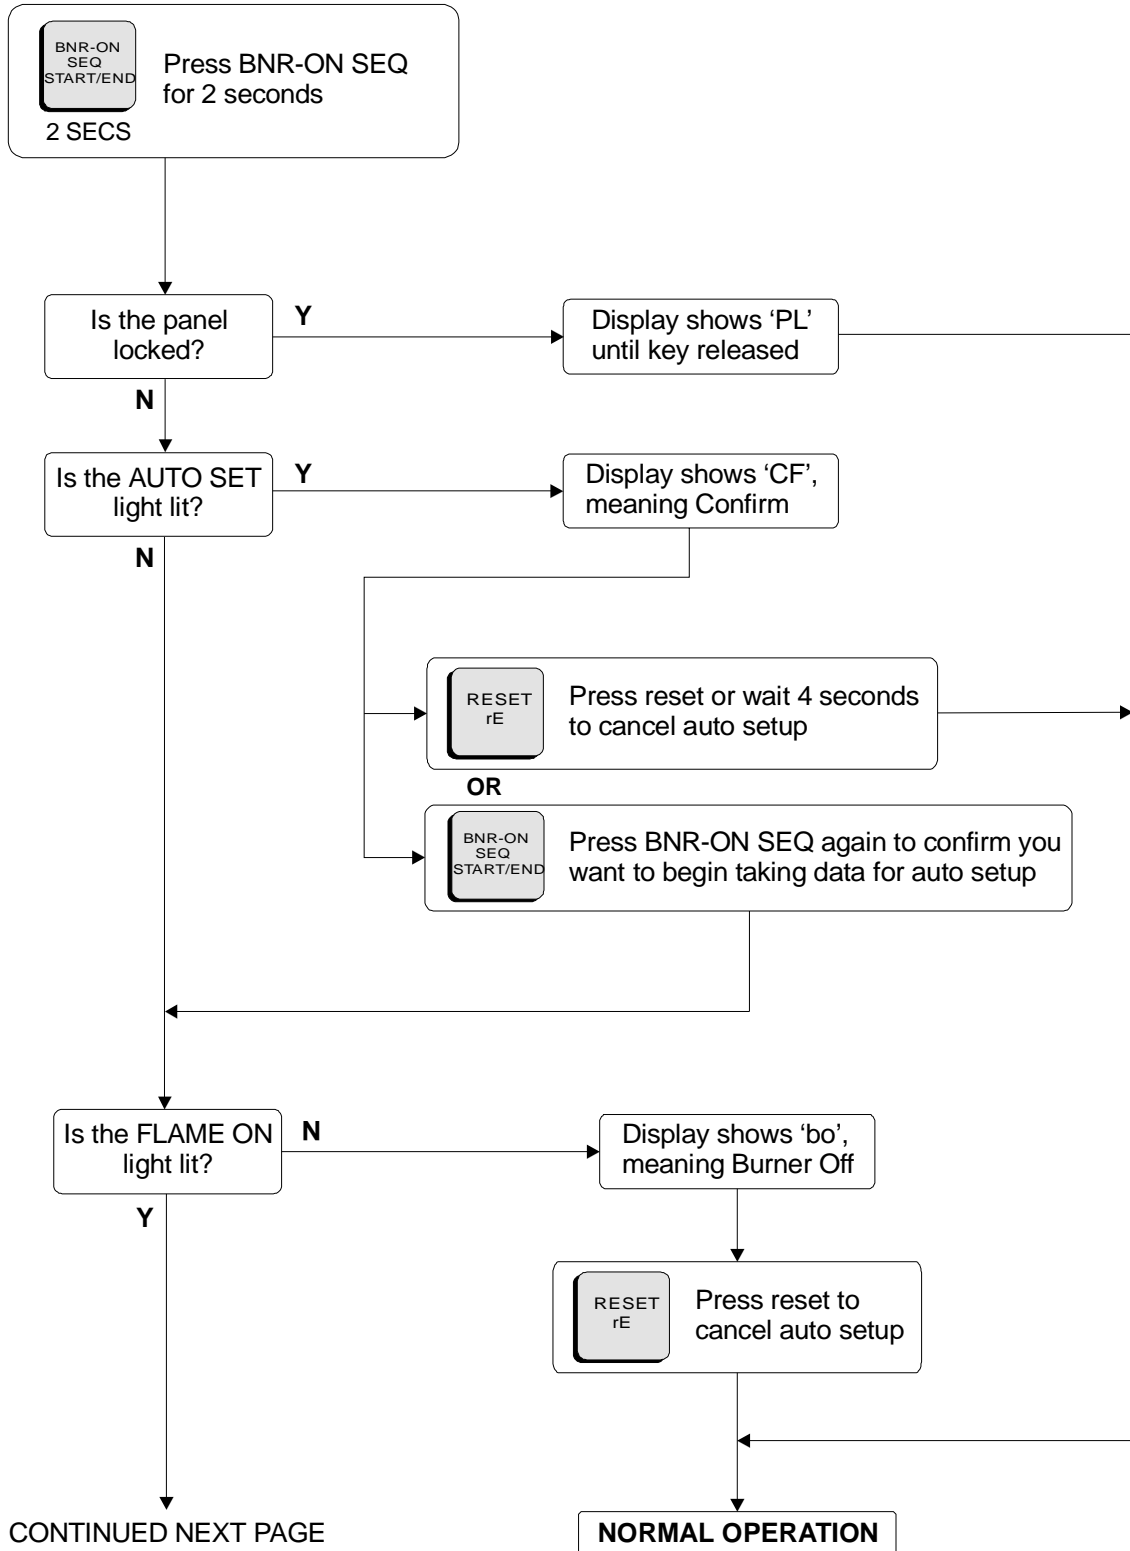 BNR-ON
SEQ
START/END
Press BNR-ON SEQ
for 2 seconds
2 SECS
Is the panel
locked?
Y
Display shows ‘PL’
until key released
N
Is the AUTO SET
light lit?
Y
Display shows ‘CF’,
meaning Confirm
N
RESET
rE
Press reset or wait 4 seconds
to cancel auto setup
OR
BNR-ON
SEQ
START/END
Press BNR-ON SEQ again to confirm you
want to begin taking data for auto setup
Is the FLAME ON
light lit?
N
Display shows ‘bo’,
meaning Burner Off
Y
RESET
rE
Press reset to
cancel auto setup
CONTINUED NEXT PAGE
NORMAL OPERATION